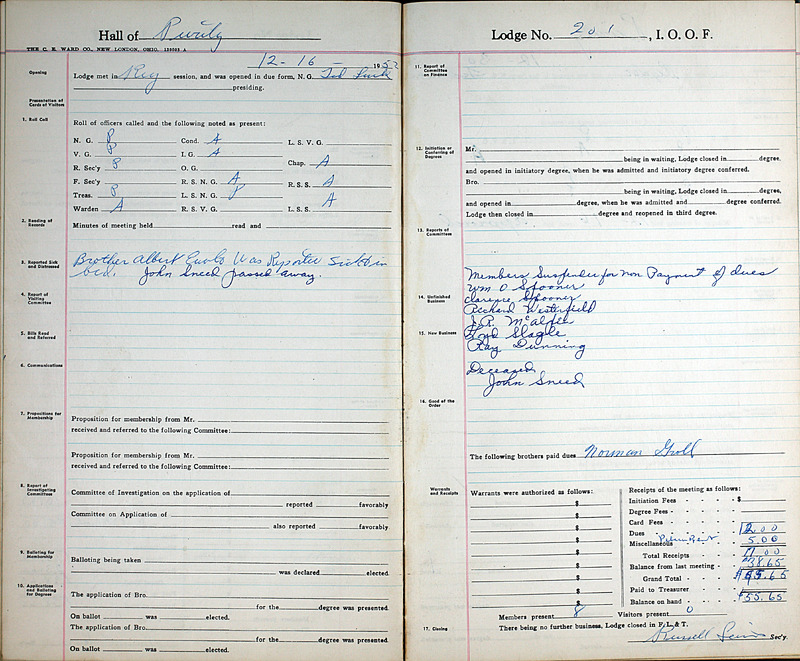 Hall of Purity
THE C. E. WARD CO., NEW LONDON, OHIO. 123093 A
12-16- 1952
Opening
Lodge met in Reg session, and was opened in due form, N. G. Ted
presiding.
Presentation of Cards of Visitors
1. Roll Call
Roll of officers called and the following noted as present:
N. G. P Cond. A L. S. V. G.
V. G. P I. G. A Chap. A
R. Sec'y P O. G.
F. Sec'y R. S. N. G. A R. S. S. A
Treas. P L. S. N. G. P
Warden A R. S. V. G. L. S. S. A
2. Reading of Records
Minutes of meeting held read and
3. Reported Sick and Distressed
Brother Albert Was Reported Sick in
bed. John Sneed passed away.
4. Report of Visiting Committee
5. Bills Read and Referred
6. Communications
7. Propositions for Membership
Proposition for membership from Mr.
received and referred to the following Committee:
Proposition for membership from Mr.
received and referred to the following Committee:
8. Report of Investigating Committees
Committee of Investigation on the application of
reported favorably
Committee on Application of
also reported favorably
9. Balloting for Membership
Balloting being taken
was declared elected.
10. Applications and Balloting for Degrees
The application of Bro.
for the degree was presented.
On ballot was elected.
The application of Bro.
for the degree was presented.
On ballot was elected.
Lodge No. 201, I. O. O. F.
11. Report of Committee on Finance
12. Initiation or Conferring of Degrees
Mr.
being in waiting, Lodge closed in degree,
and opened in initiatory degree, when he was admitted and initiatory degree conferred.
Bro.
being in waiting, Lodge closed in degree,
and opened in degree, when he was admitted and degree conferred.
Lodge then closed in degree and reopened in third degree.
13. Reports of Committees
Members Suspended for non Payment of dues
Wm O Spooner
14. Unfinished Business
Clarence Spooner
Richard Westerfield
J.R. McAlpin
15. New Business
Slagle
Ray Dunning
Deceased
John Sneed
16. Good of the Order
The following brothers paid dues Norman Groll
Warrants and Receipts
Warrants were authorized as follows:
$
$
$
$
$
$
$
$
$
Receipts of the meeting as follows:
Initiation Fees $
Degree Fees
Card Fees
Dues 12.00
Miscellaneous 5.00
Total Receipts 17.00
Balance from last meeting 38.65
Grand Total $55.65
Paid to Treasurer
Balance on hand $55.65
Members present 8 Visitors present 0
17. Closing
There being no further business, Lodge closed in F., L. & T.
Russell Lewis Sec'y.